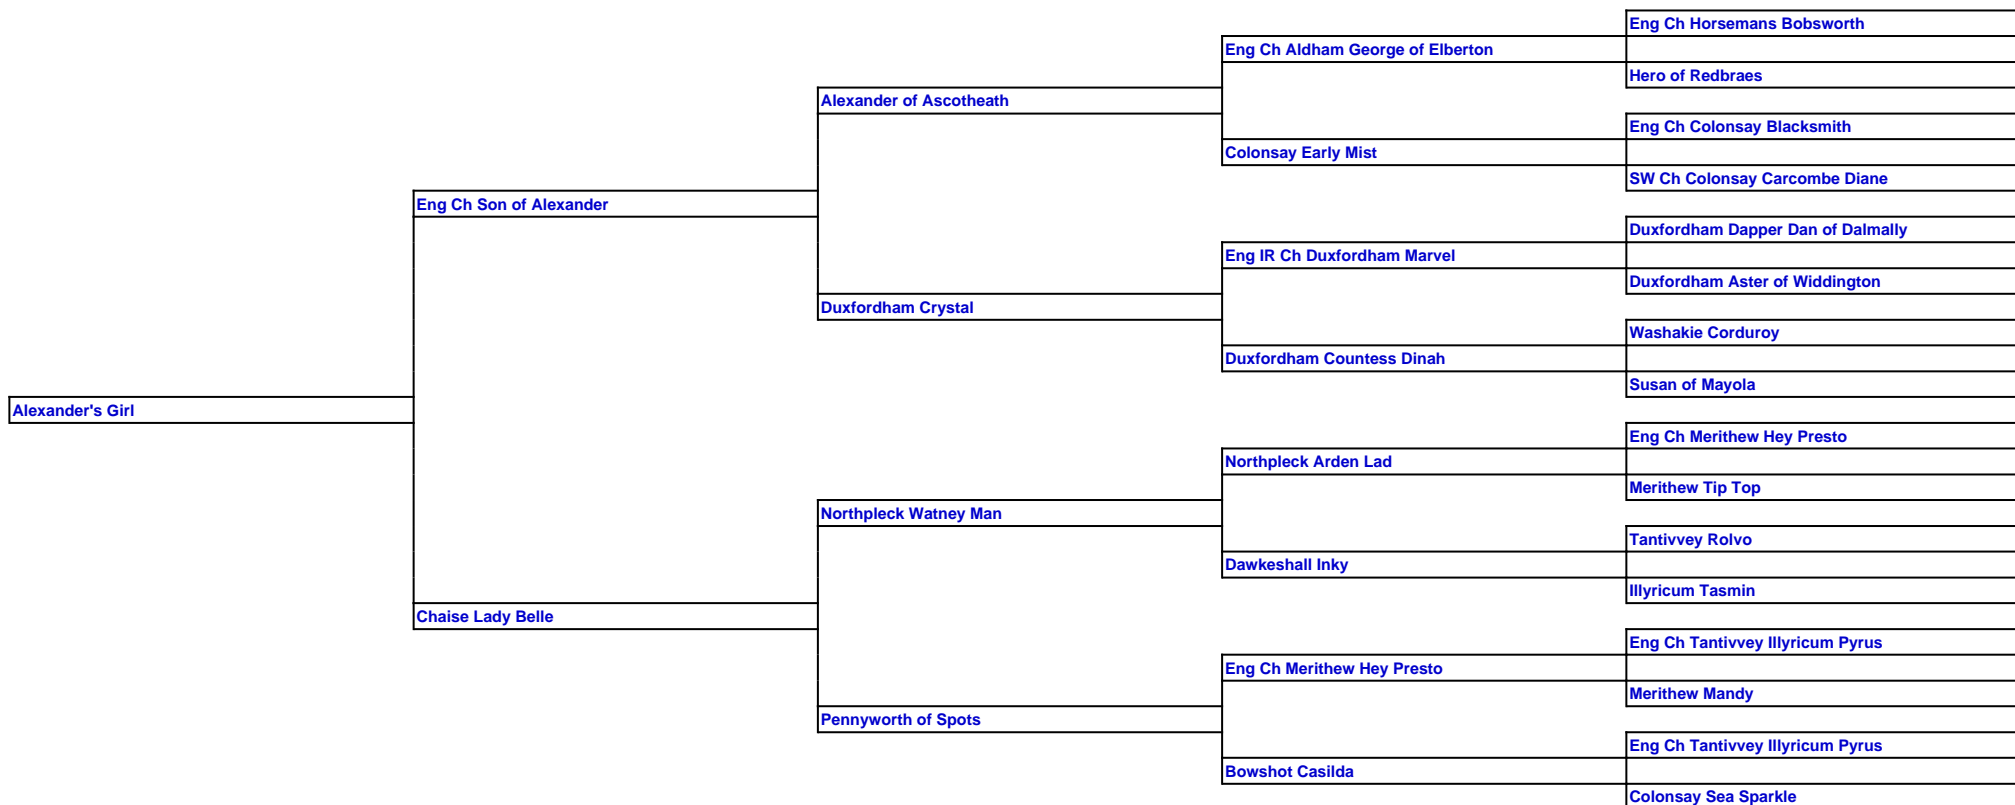 Eng Ch Horsemans Bobsworth
Eng Ch Aldham George of Elberton
Hero of Redbraes
Alexander of Ascotheath
Eng Ch Colonsay Blacksmith
Colonsay Early Mist
SW Ch Colonsay Carcombe Diane
Eng Ch Son of Alexander
Duxfordham Dapper Dan of Dalmally
Eng IR Ch Duxfordham Marvel
Duxfordham Aster of Widdington
Duxfordham Crystal
Washakie Corduroy
Duxfordham Countess Dinah
Susan of Mayola
Alexander's Girl
Eng Ch Merithew Hey Presto
Northpleck Arden Lad
Merithew Tip Top
Northpleck Watney Man
Tantivvey Rolvo
Dawkeshall Inky
Illyricum Tasmin
Chaise Lady Belle
Eng Ch Tantivvey Illyricum Pyrus
Eng Ch Merithew Hey Presto
Merithew Mandy
Pennyworth of Spots
Eng Ch Tantivvey Illyricum Pyrus
Bowshot Casilda
Colonsay Sea Sparkle